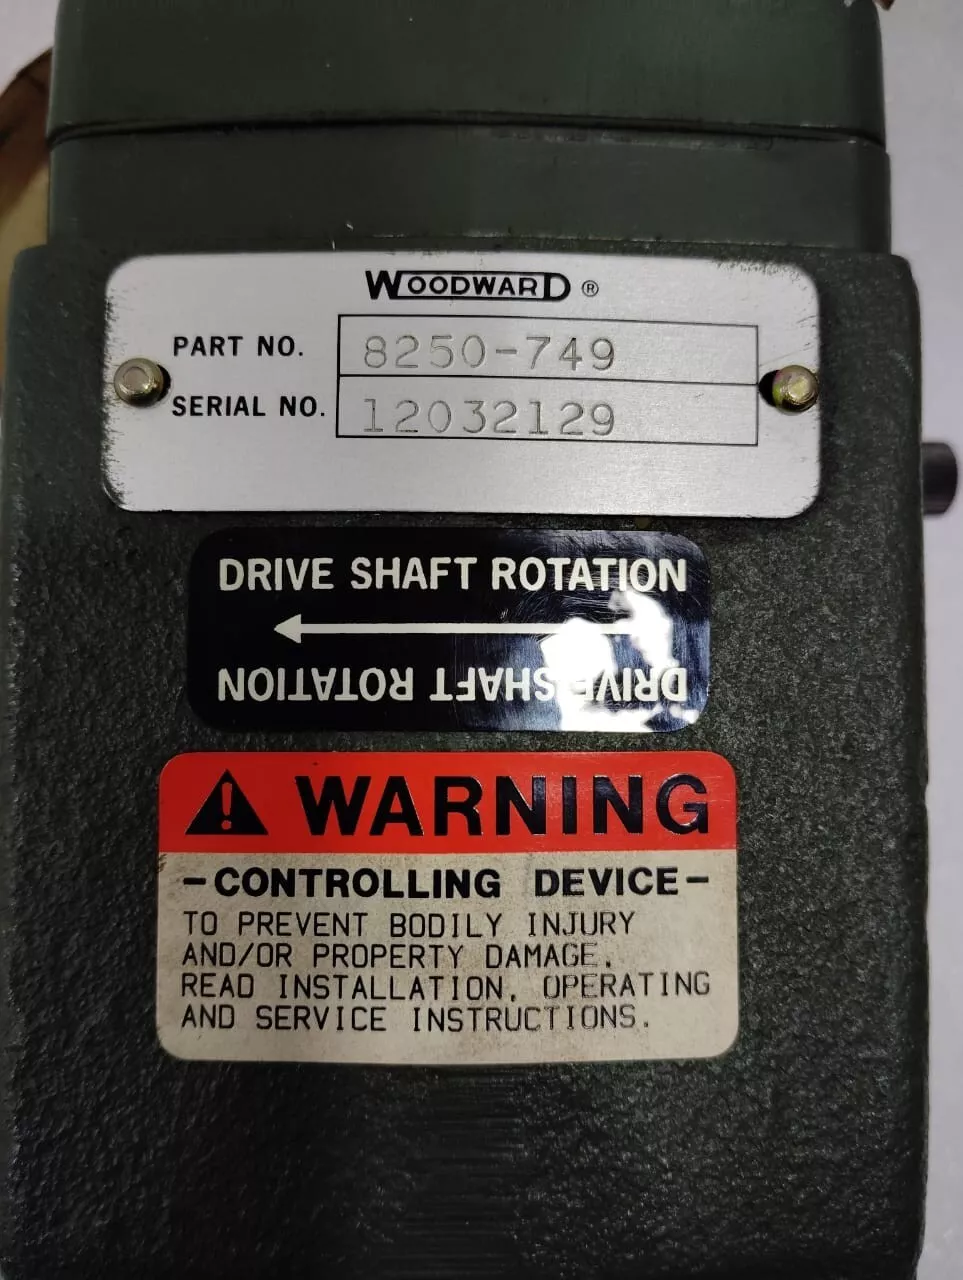 WOODWARD ®
PART NO. 8250-749
SERIAL NO. 12032129
DRIVE SHAFT ROTATION
DRIVE SHAFT ROTATION
WARNING
-CONTROLLING DEVICE-
TO PREVENT BODILY INJURY
AND/OR PROPERTY DAMAGE.
READ INSTALLATION, OPERATING
AND SERVICE INSTRUCTIONS.